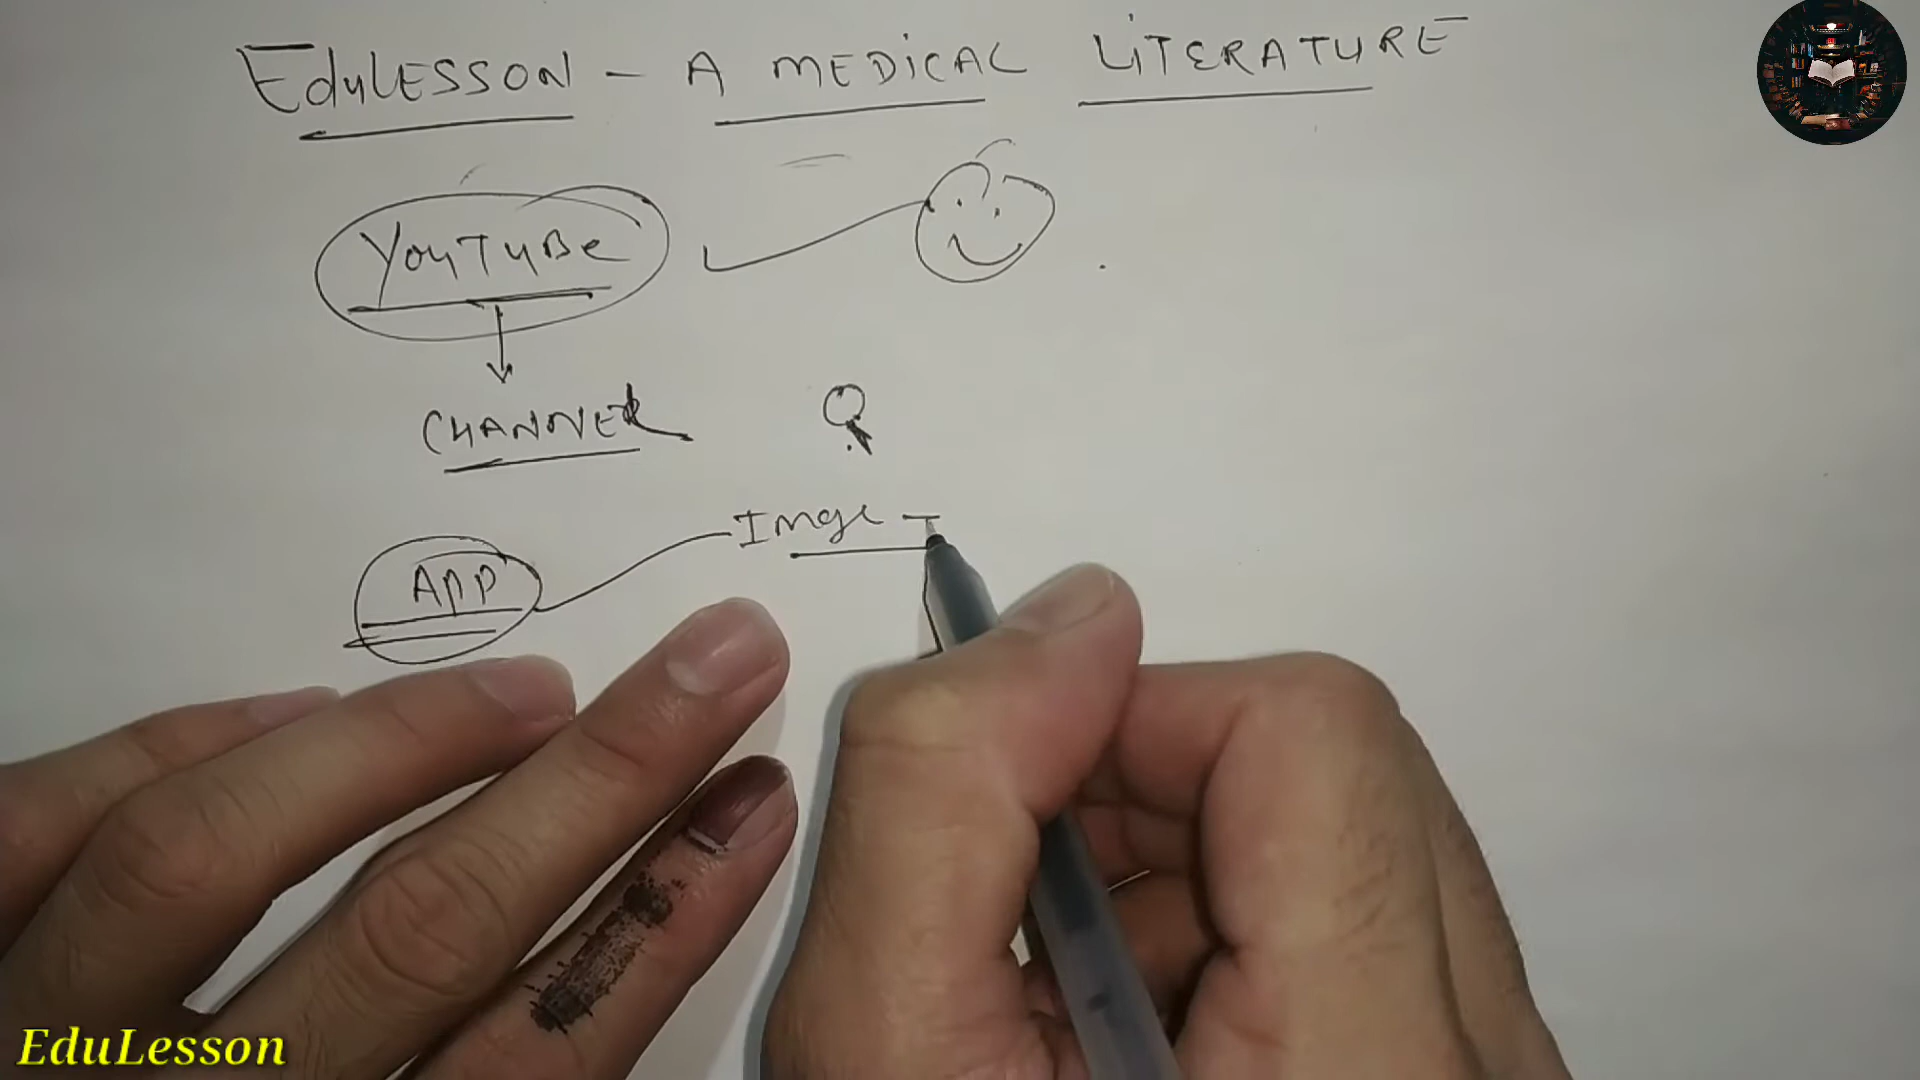 EduLESSON - A MEDICAL LITERATURE
YouTuBe
CHANNEL
Image
App
EduLesson